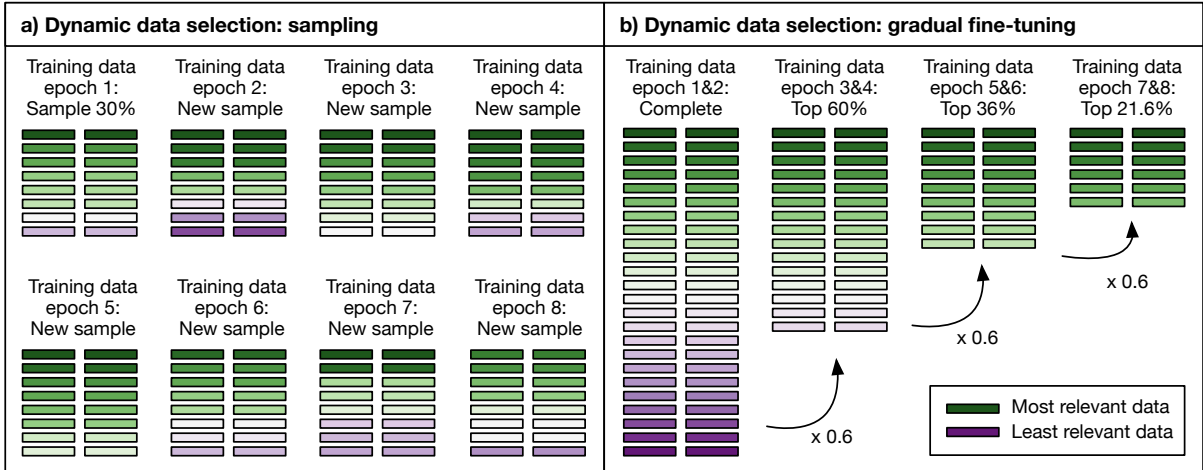 a) Dynamic data selection: sampling
Training data
epoch 1:
Sample 30%
Training data
epoch 2:
New sample
Training data
epoch 3:
New sample
Training data
epoch 4:
New sample
Training data
epoch 5:
New sample
Training data
epoch 6:
New sample
Training data
epoch 7:
New sample
Training data
epoch 8:
New sample
b) Dynamic data selection: gradual fine-tuning
Training data
epoch 1&2:
Complete
Training data
epoch 3&4:
Top 60%
Training data
epoch 5&6:
Top 36%
Training data
epoch 7&8:
Top 21.6%
x 0.6
x 0.6
x 0.6
Most relevant data
Least relevant data